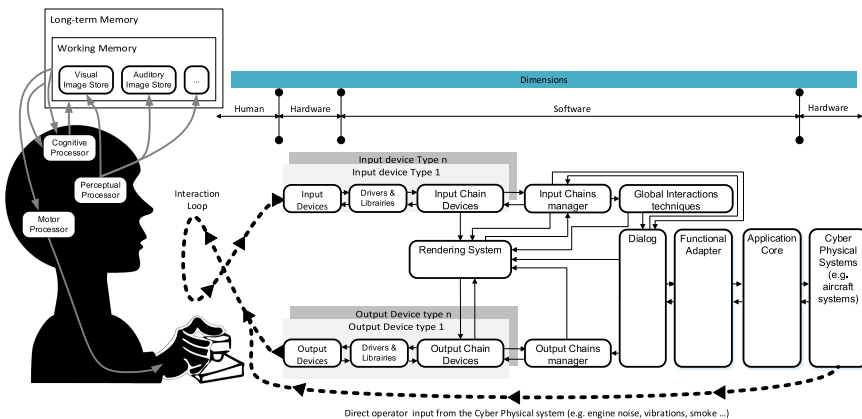 Long-term Memory
Working Memory
Visual
Image Store
Auditory
Image Store
...
Cognitive
Processor
Perceptual
Processor
Motor
Processor
Dimensions
Human
Hardware
Software
Hardware
Interaction
Loop
Input device Type n
Input device Type 1
Input
Devices
Drivers &
Librairies
Input Chain
Devices
Input Chains
manager
Global Interactions
techniques
Rendering System
Dialog
Functional
Adapter
Application
Core
Cyber
Physical
Systems
(e.g.
aircraft
systems)
Output Device type n
Output Device type 1
Output
Devices
Drivers &
Libraries
Output Chain
Devices
Output Chains
manager
Direct operator input from the Cyber Physical system (e.g. engine noise, vibrations, smoke ...)